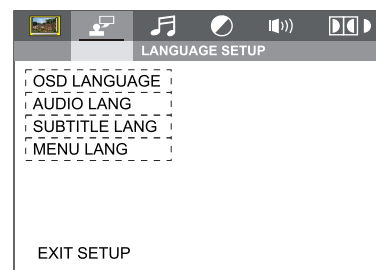 LANGUAGE SETUP
OSD LANGUAGE
AUDIO LANG
SUBTITLE LANG
MENU LANG
EXIT SETUP